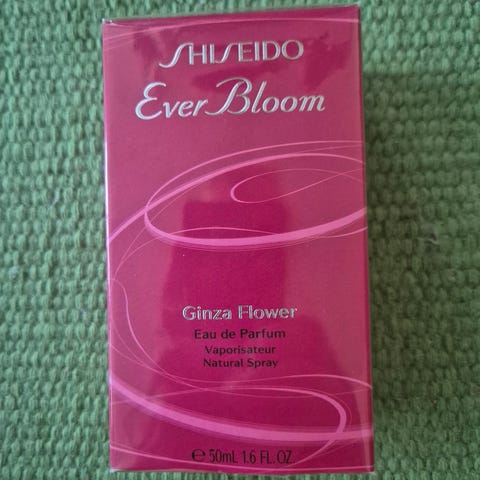 SHISEIDO
Ever Bloom
Ginza Flower
Eau de Parfum
Vaporisateur
Natural Spray
℮ 50mL 1.6 FL.OZ.